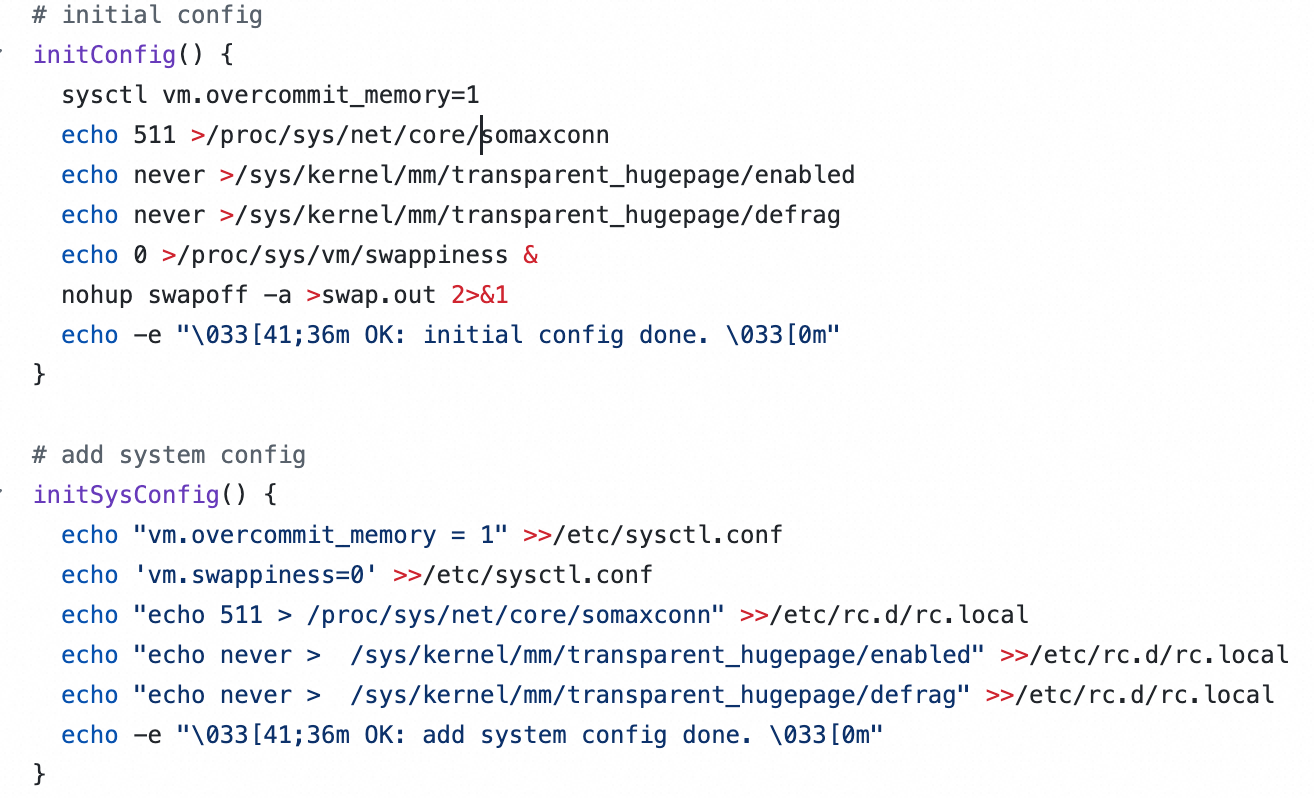 # initial config
initConfig() {
  sysctl vm.overcommit_memory=1
  echo 511 >/proc/sys/net/core/somaxconn
  echo never >/sys/kernel/mm/transparent_hugepage/enabled
  echo never >/sys/kernel/mm/transparent_hugepage/defrag
  echo 0 >/proc/sys/vm/swappiness &
  nohup swapoff -a >swap.out 2>&1
  echo -e "\033[41;36m OK: initial config done. \033[0m"
}

# add system config
initSysConfig() {
  echo "vm.overcommit_memory = 1" >>/etc/sysctl.conf
  echo 'vm.swappiness=0' >>/etc/sysctl.conf
  echo "echo 511 > /proc/sys/net/core/somaxconn" >>/etc/rc.d/rc.local
  echo "echo never >  /sys/kernel/mm/transparent_hugepage/enabled" >>/etc/rc.d/rc.local
  echo "echo never >  /sys/kernel/mm/transparent_hugepage/defrag" >>/etc/rc.d/rc.local
  echo -e "\033[41;36m OK: add system config done. \033[0m"
}